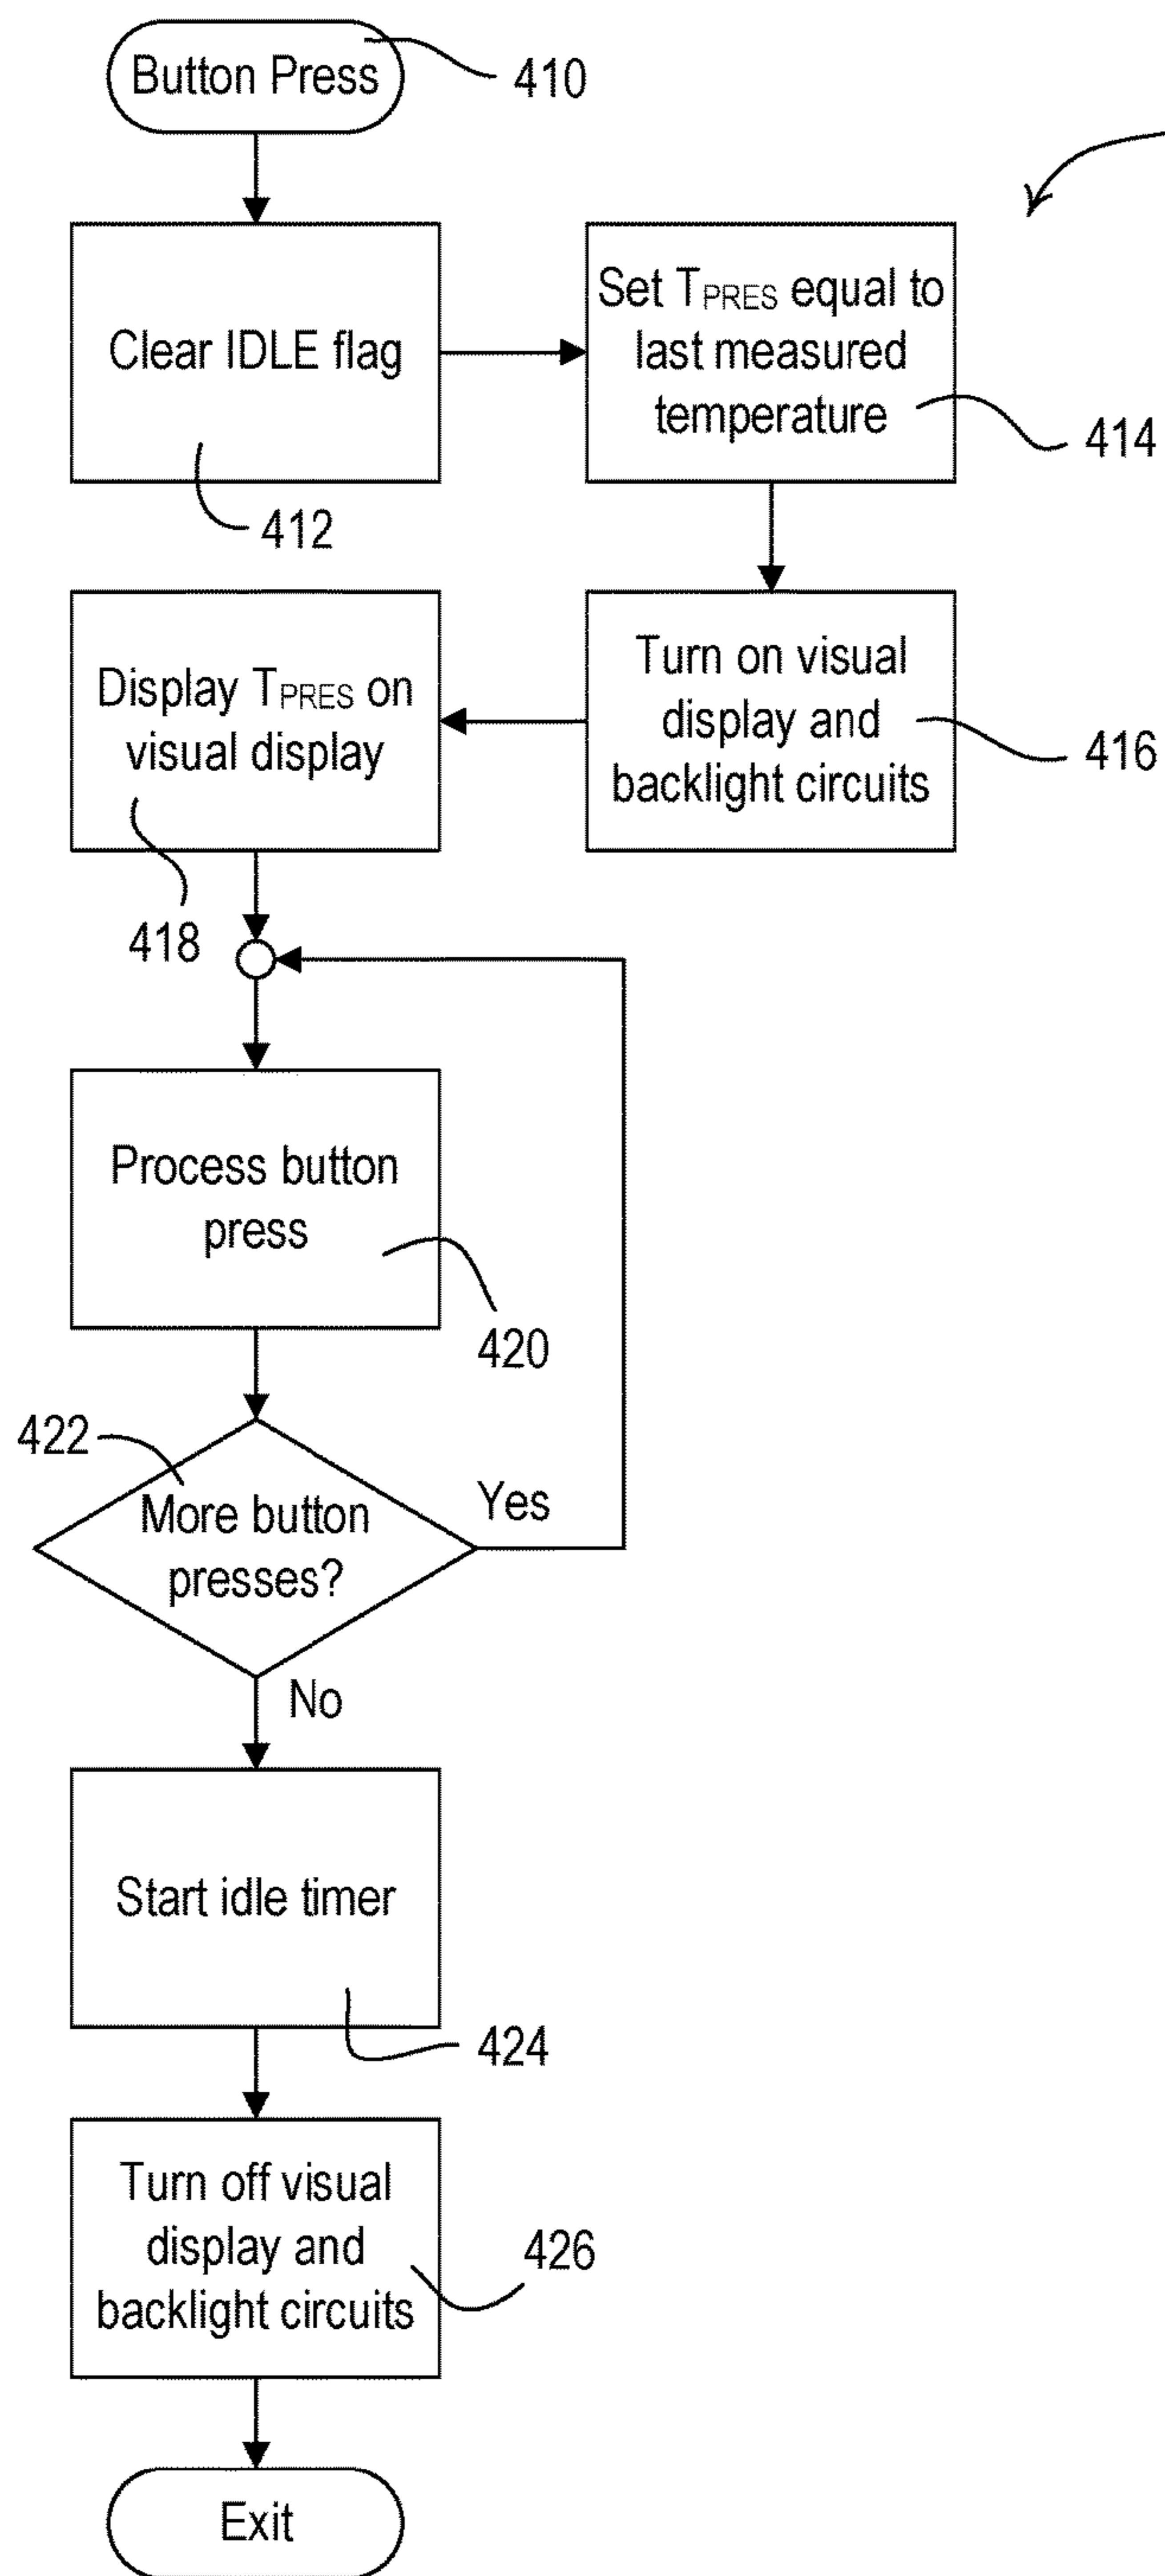 Button Press
410
Clear IDLE flag
412
Set TPRES equal to
last measured
temperature
414
Turn on visual
display and
backlight circuits
416
Display TPRES on
visual display
418
Process button
press
420
422
More button
presses?
Yes
No
Start idle timer
424
Turn off visual
display and
backlight circuits
426
Exit